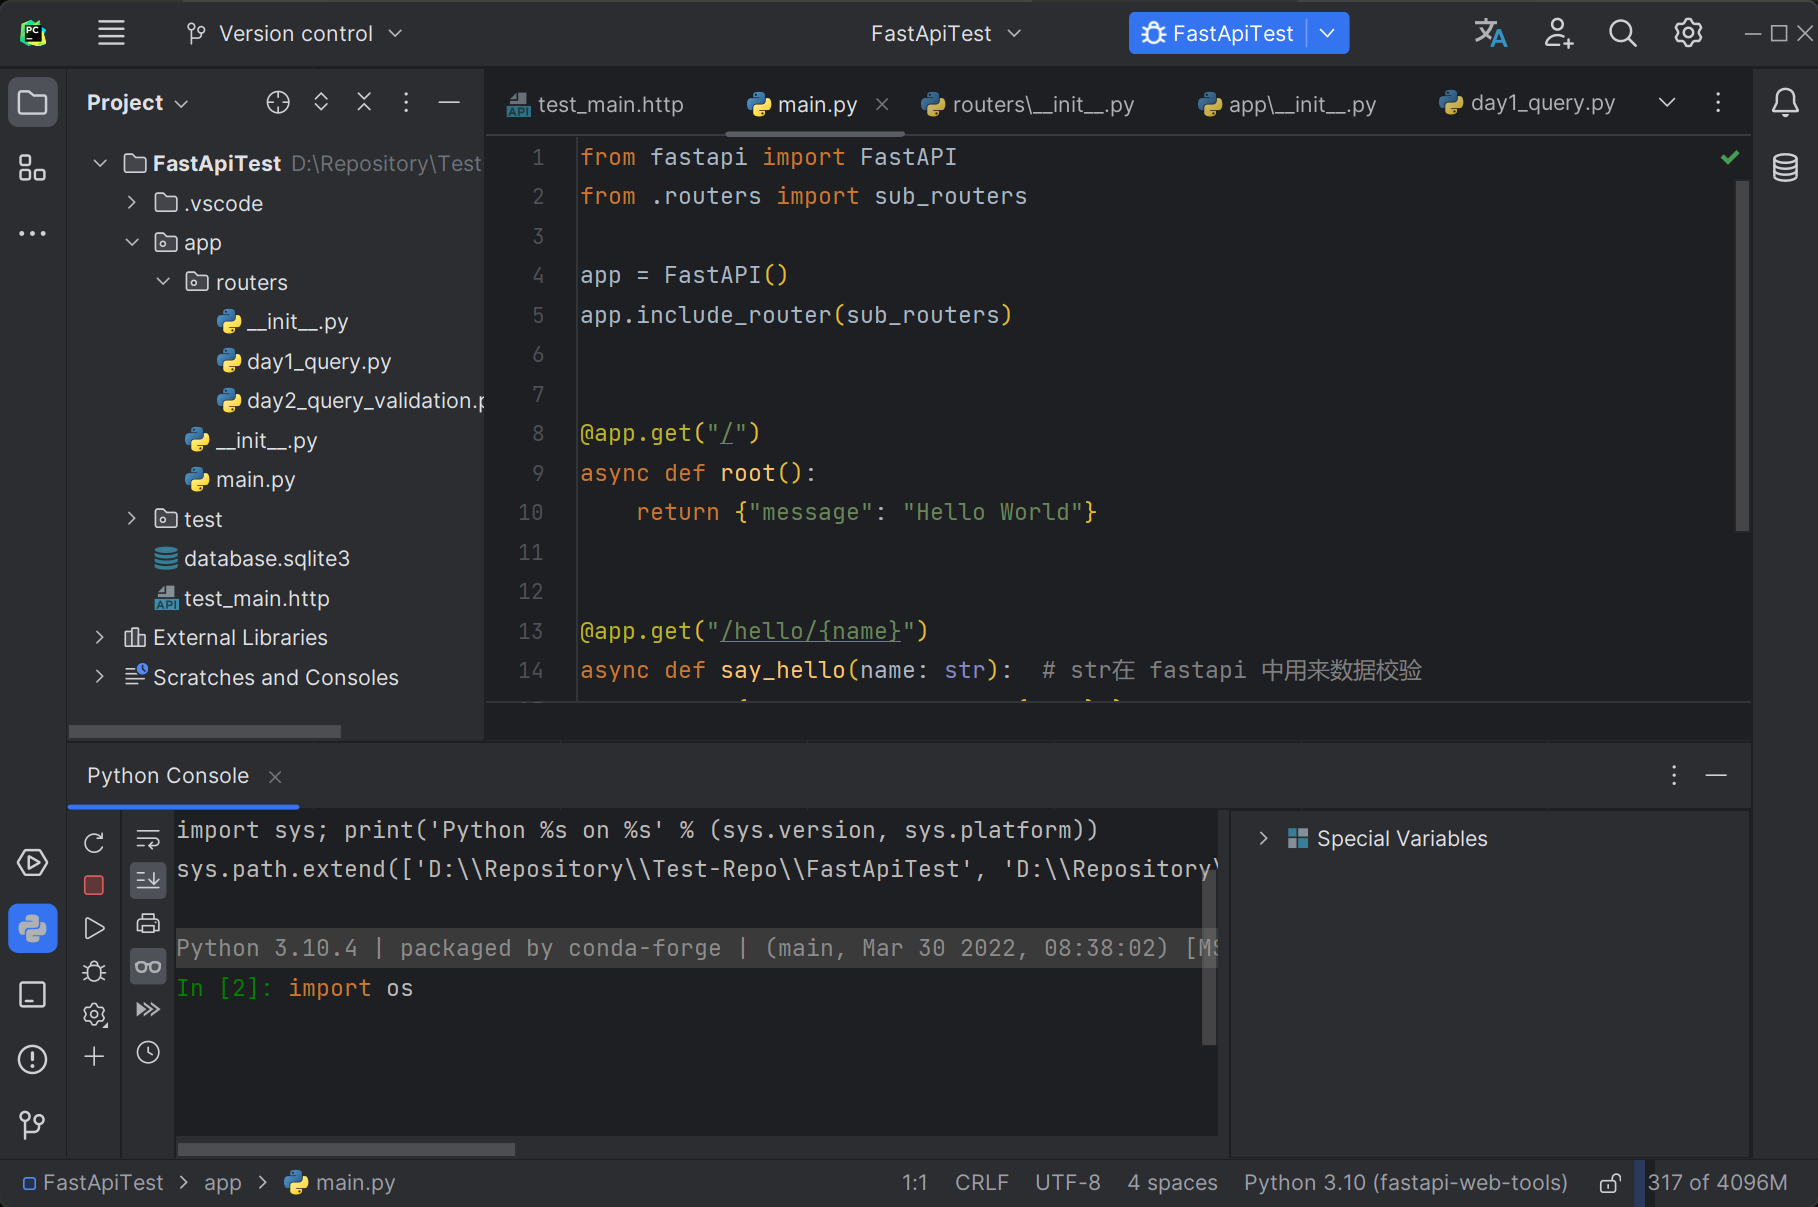 PC
Version control
FastApiTest
FastApiTest
Project
FastApiTest D:\Repository\Test
.vscode
app
routers
__init__.py
day1_query.py
day2_query_validation.p
__init__.py
main.py
test
database.sqlite3
API test_main.http
External Libraries
Scratches and Consoles
API test_main.http
main.py
routers\__init__.py
app\__init__.py
day1_query.py
1 from fastapi import FastAPI
2 from .routers import sub_routers
3
4 app = FastAPI()
5 app.include_router(sub_routers)
6
7
8 @app.get("/")
9 async def root():
10 return {"message": "Hello World"}
11
12
13 @app.get("/hello/{name}")
14 async def say_hello(name: str): # str在 fastapi 中用来数据校验
Python Console
import sys; print('Python %s on %s' % (sys.version, sys.platform))
sys.path.extend(['D:\\Repository\\Test-Repo\\FastApiTest', 'D:\\Repository\
Python 3.10.4 | packaged by conda-forge | (main, Mar 30 2022, 08:38:02) [MS
In [2]: import os
Special Variables
FastApiTest > app > main.py
1:1 CRLF UTF-8 4 spaces Python 3.10 (fastapi-web-tools) 317 of 4096M